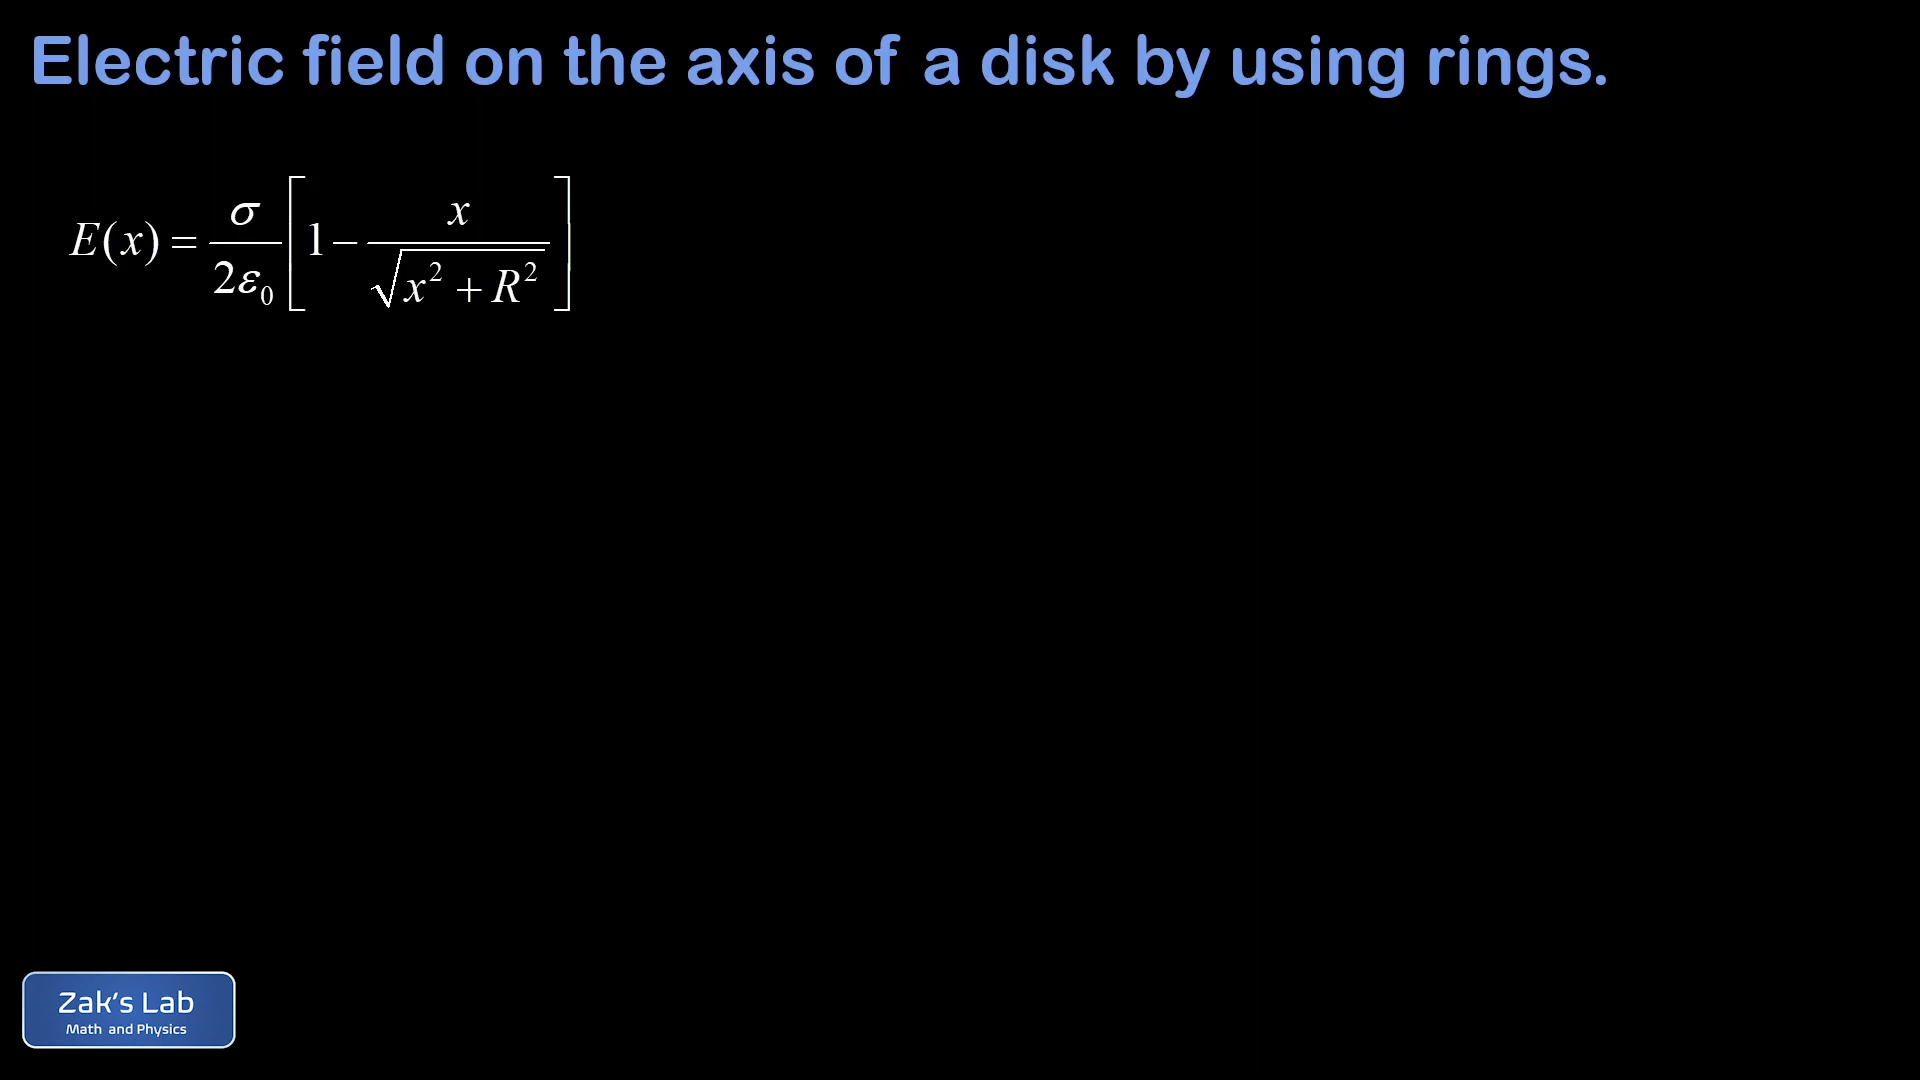 Electric field on the axis of a disk by using rings.
E(x) = σ/(2ε₀) [1 − x/√(x² + R²)]
Zak's Lab
Math and Physics